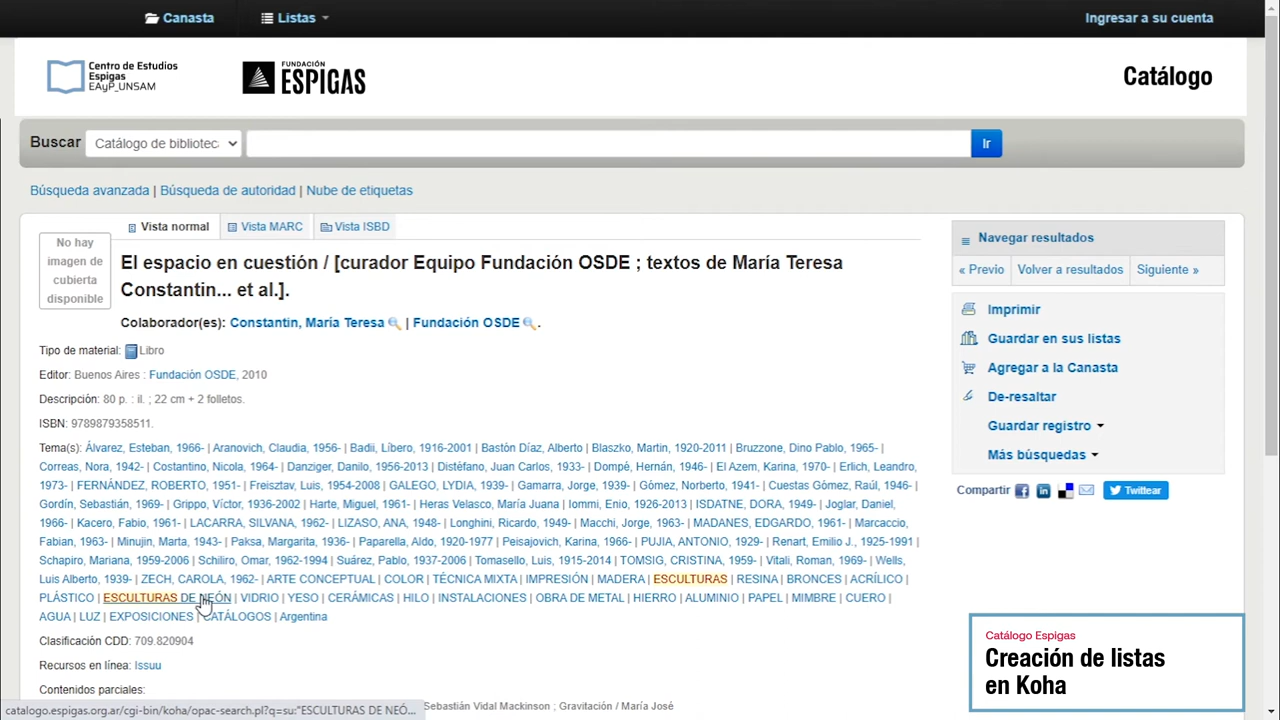 Canasta
Listas
Ingresar a su cuenta
Centro de Estudios
Espigas
EAyP_UNSAM
FUNDACIÓN
ESPIGAS
Catálogo
Buscar
Catálogo de bibliotec
Ir
Búsqueda avanzada | Búsqueda de autoridad | Nube de etiquetas
No hay
imagen de
cubierta
disponible
Vista normal
Vista MARC
Vista ISBD
El espacio en cuestión / [curador Equipo Fundación OSDE ; textos de María Teresa
Constantin... et al.].
Colaborador(es): Constantin, María Teresa | Fundación OSDE .
Tipo de material: Libro
Editor: Buenos Aires : Fundación OSDE, 2010
Descripción: 80 p. : il. ; 22 cm + 2 folletos.
ISBN: 9789879358511.
Tema(s): Álvarez, Esteban, 1966- | Aranovich, Claudia, 1956- | Badii, Líbero, 1916-2001 | Bastón Díaz, Alberto | Blaszko, Martin, 1920-2011 | Bruzzone, Dino Pablo, 1965- |
Correas, Nora, 1942- | Costantino, Nicola, 1964- | Danziger, Danilo, 1956-2013 | Distéfano, Juan Carlos, 1933- | Dompé, Hernán, 1946- | El Azem, Karina, 1970- | Erlich, Leandro,
1973- | FERNÁNDEZ, ROBERTO, 1951- | Freisztav, Luis, 1954-2008 | GALEGO, LYDIA, 1939- | Gamarra, Jorge, 1939- | Gómez, Norberto, 1941- | Cuestas Gómez, Raúl, 1946- |
Gordín, Sebastián, 1969- | Grippo, Víctor, 1936-2002 | Harte, Miguel, 1961- | Heras Velasco, María Juana | Iommi, Enio, 1926-2013 | ISDATNE, DORA, 1949- | Joglar, Daniel,
1966- | Kacero, Fabio, 1961- | LACARRA, SILVANA, 1962- | LIZASO, ANA, 1948- | Longhini, Ricardo, 1949- | Macchi, Jorge, 1963- | MADANES, EDGARDO, 1961- | Marcaccio,
Fabian, 1963- | Minujin, Marta, 1943- | Paksa, Margarita, 1936- | Paparella, Aldo, 1920-1977 | Peisajovich, Karina, 1966- | PUJIA, ANTONIO, 1929- | Renart, Emilio J., 1925-1991 |
Schapiro, Mariana, 1959-2006 | Schiliro, Omar, 1962-1994 | Suárez, Pablo, 1937-2006 | Tomasello, Luis, 1915-2014 | TOMSIG, CRISTINA, 1959- | Vitali, Roman, 1969- | Wells,
Luis Alberto, 1939- | ZECH, CAROLA, 1962- | ARTE CONCEPTUAL | COLOR | TÉCNICA MIXTA | IMPRESIÓN | MADERA | ESCULTURAS | RESINA | BRONCES | ACRÍLICO |
PLÁSTICO | ESCULTURAS DE NEÓN | VIDRIO | YESO | CERÁMICAS | HILO | INSTALACIONES | OBRA DE METAL | HIERRO | ALUMINIO | PAPEL | MIMBRE | CUERO |
AGUA | LUZ | EXPOSICIONES | CATÁLOGOS | Argentina
Clasificación CDD: 709.820904
Recursos en línea: Issuu
Contenidos parciales:
Sebastián Vidal Mackinson ; Gravitación / María José
catalogo.espigas.org.ar/cgi-bin/koha/opac-search.pl?q=su:"ESCULTURAS DE NEÓ...
Navegar resultados
« Previo
Volver a resultados
Siguiente »
Imprimir
Guardar en sus listas
Agregar a la Canasta
De-resaltar
Guardar registro
Más búsquedas
Compartir
Twittear
Catálogo Espigas
Creación de listas
en Koha